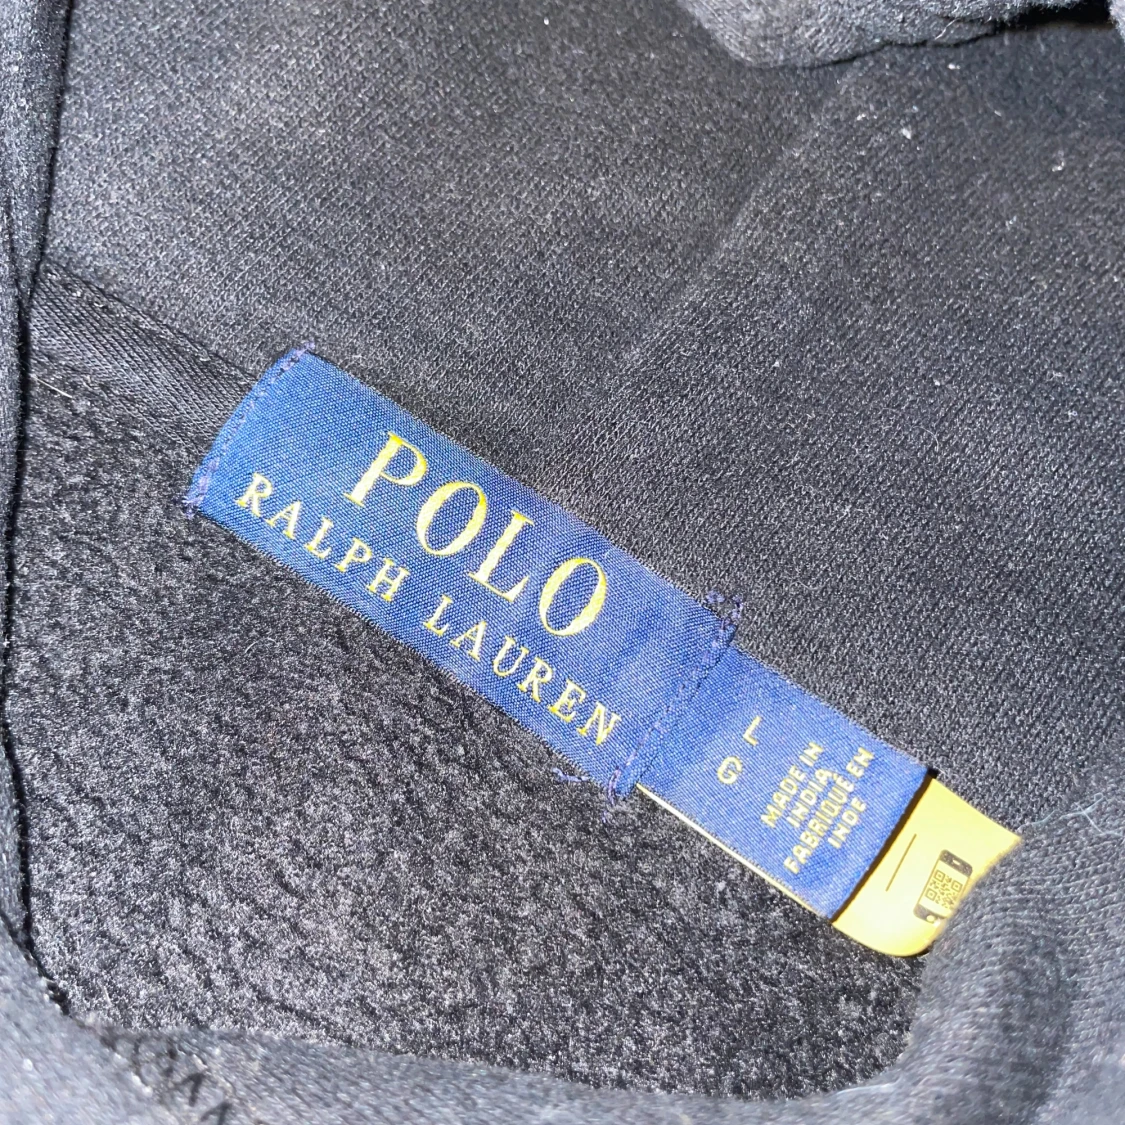 POLO
RALPH LAUREN
L
G
MADE IN
INDIA
FABRIQUÉ EN
INDE